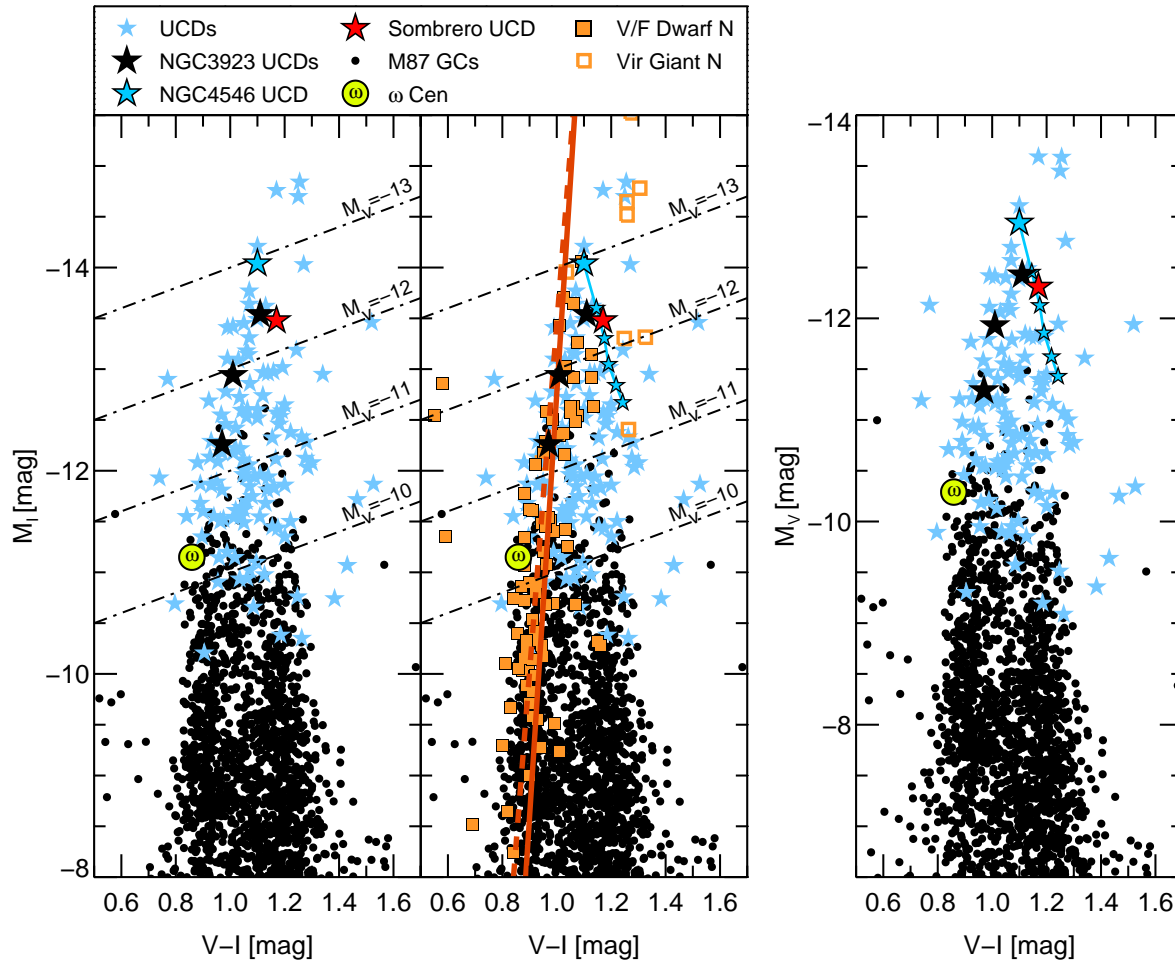 UCDs
NGC3923 UCDs
NGC4546 UCD
Sombrero UCD
M87 GCs
ω
ω Cen
V/F Dwarf N
Vir Giant N
M_I [mag]
−14
−12
−10
−8
M_V=−13
M_V=−12
M_V=−11
M_V=−10
ω
0.6 0.8 1.0 1.2 1.4 1.6
V−I [mag]
M_V=−13
M_V=−12
M_V=−11
M_V=−10
ω
0.6 0.8 1.0 1.2 1.4 1.6
V−I [mag]
M_V [mag]
−14
−12
−10
−8
ω
0.6 0.8 1.0 1.2 1.4 1.6
V−I [mag]